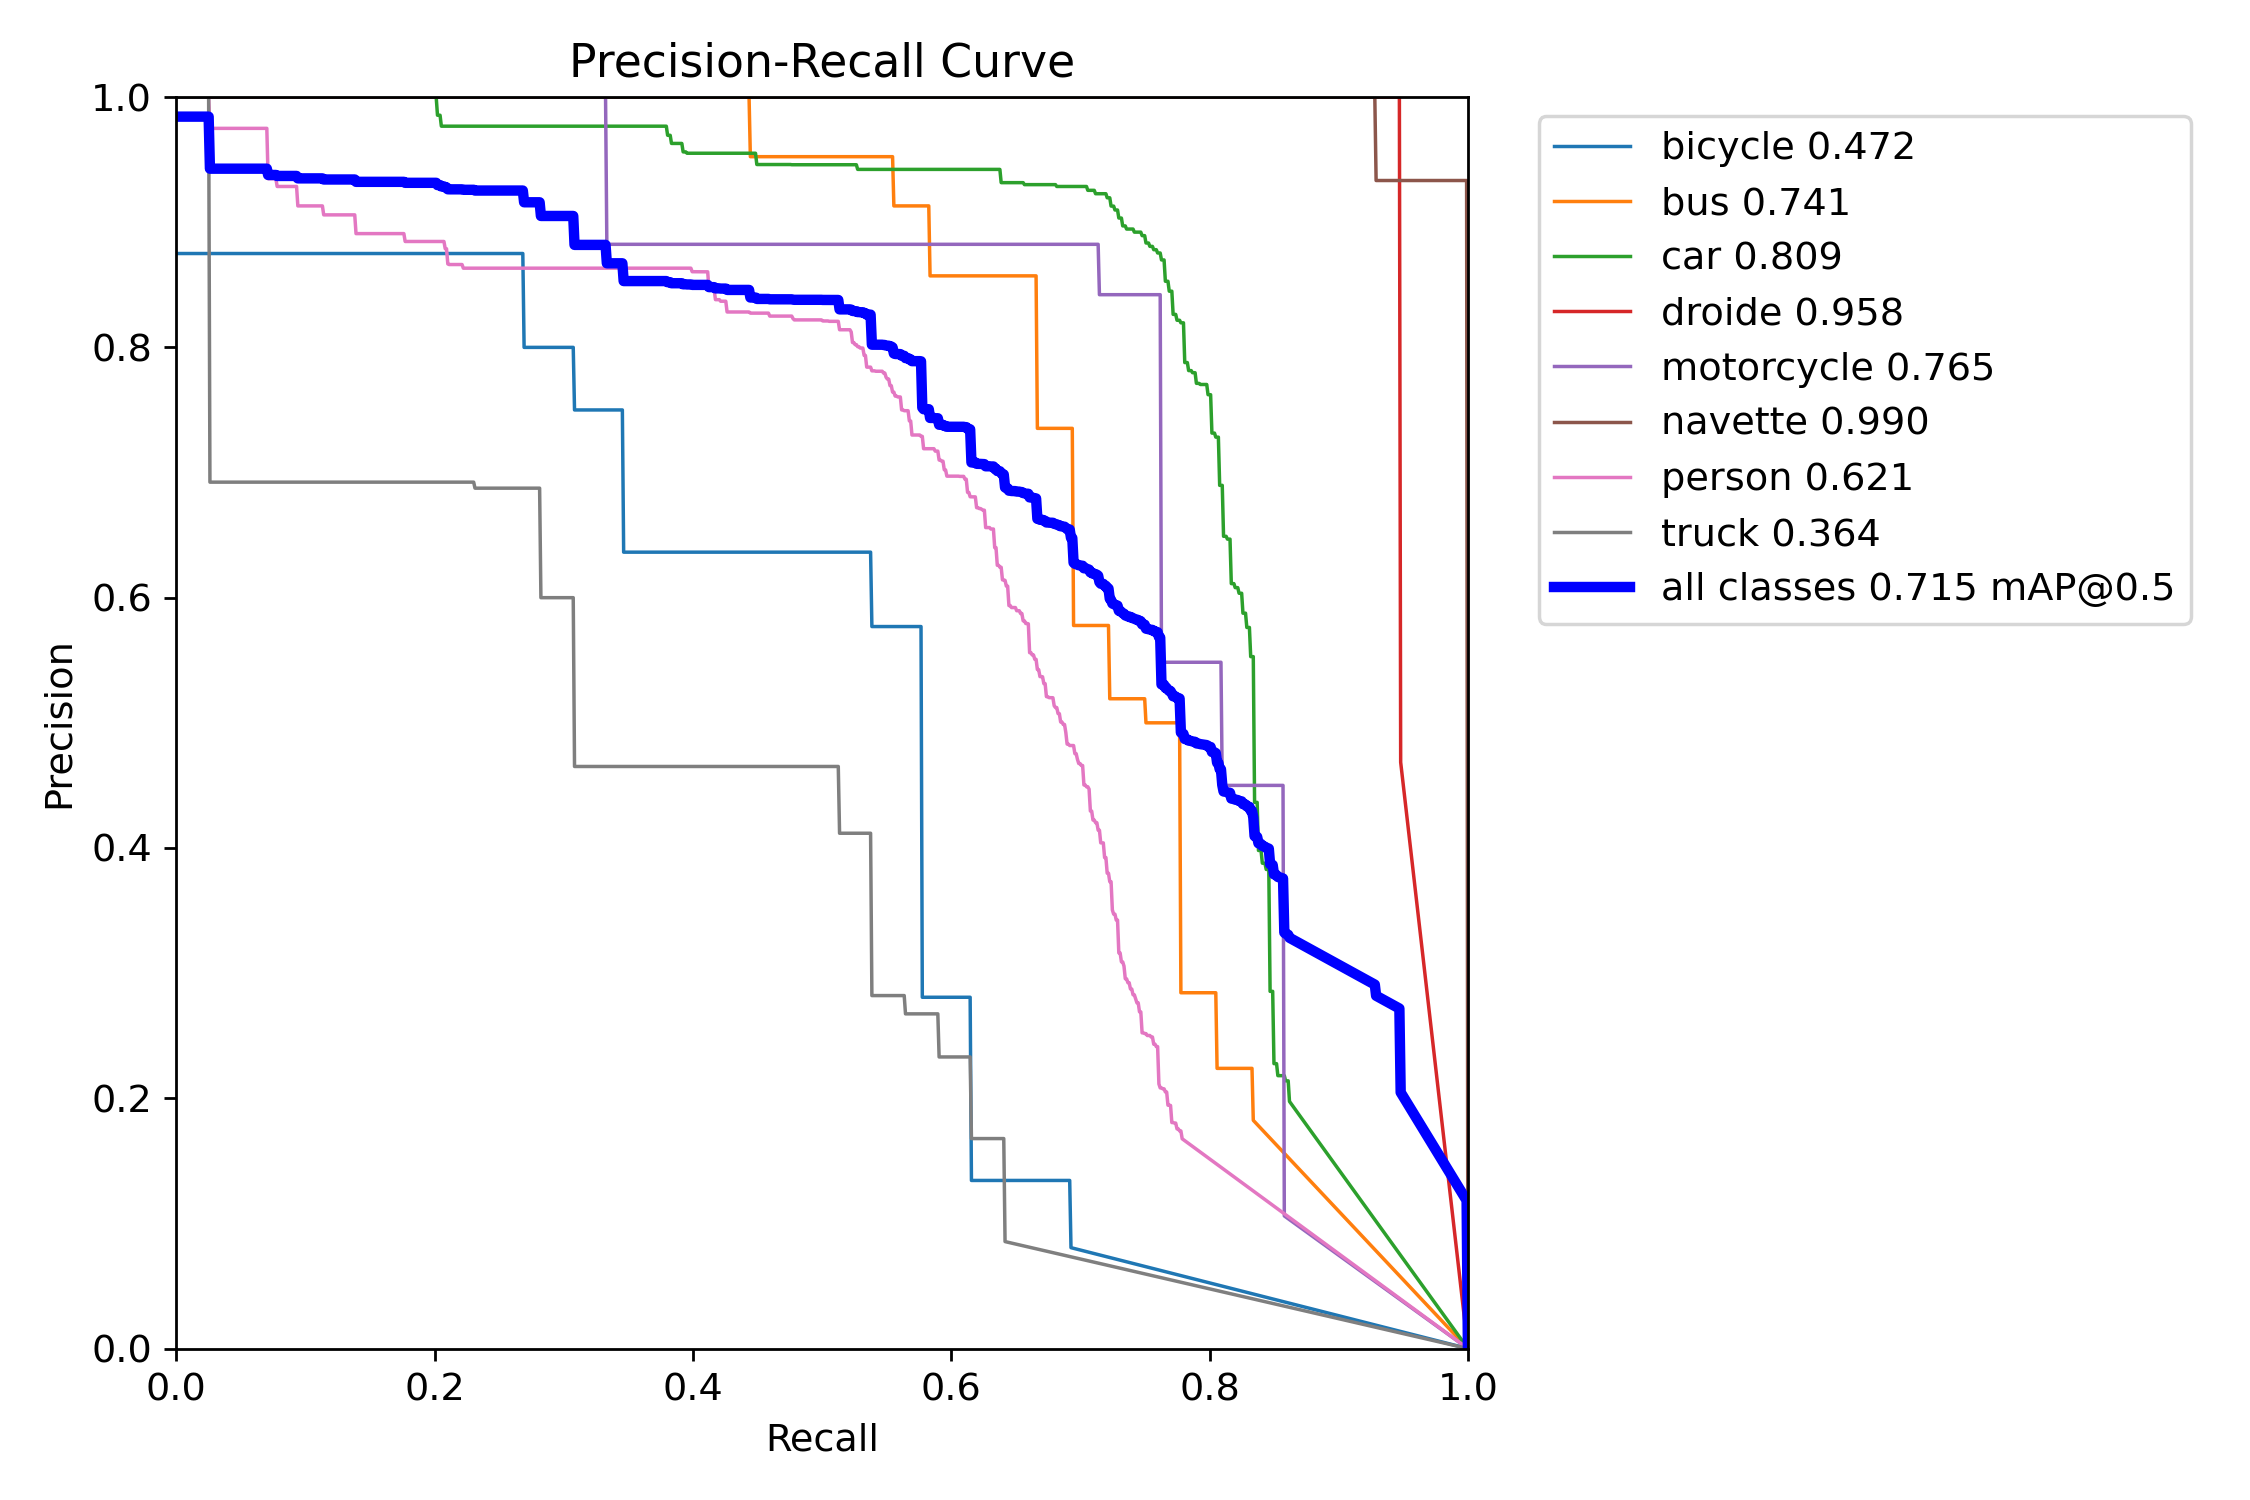 Precision-Recall Curve
1.0
0.8
0.6
0.4
0.2
0.0
Precision
0.0 0.2 0.4 0.6 0.8 1.0
Recall
bicycle 0.472
bus 0.741
car 0.809
droide 0.958
motorcycle 0.765
navette 0.990
person 0.621
truck 0.364
all classes 0.715 mAP@0.5